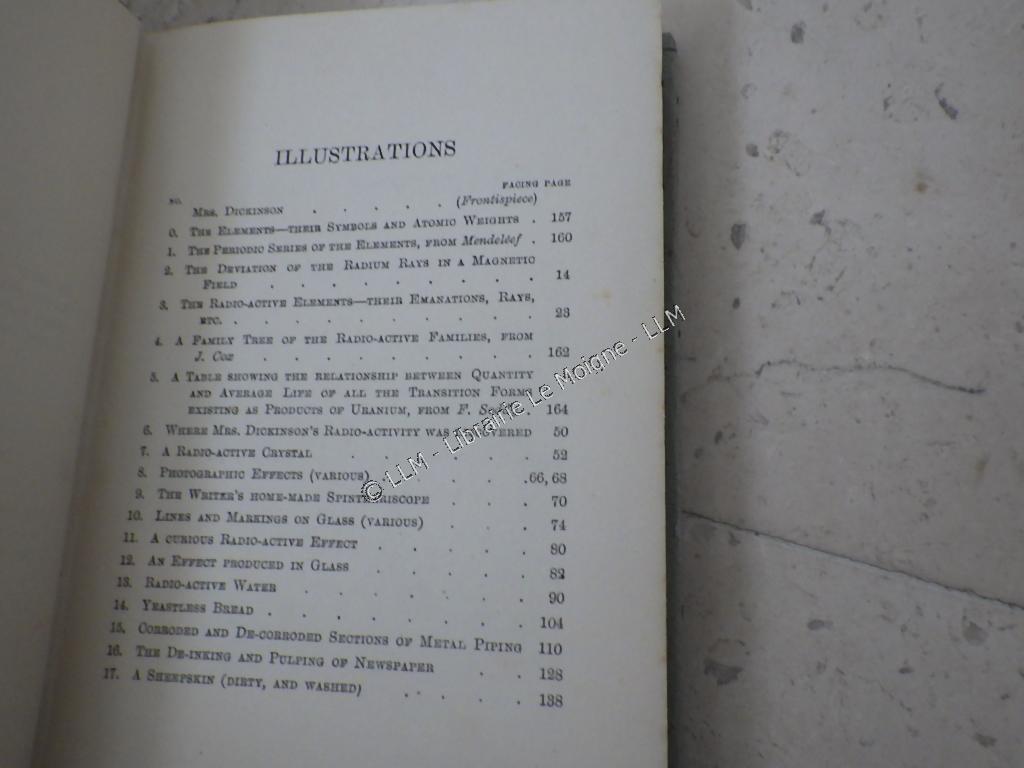 ILLUSTRATIONS
NO. FACING PAGE
MRS. DICKINSON . . . . . (Frontispiece)
0. THE ELEMENTS—THEIR SYMBOLS AND ATOMIC WEIGHTS . 157
1. THE PERIODIC SERIES OF THE ELEMENTS, FROM Mendeléef . 160
2. THE DEVIATION OF THE RADIUM RAYS IN A MAGNETIC
FIELD . . . . . . . . 14
3. THE RADIO-ACTIVE ELEMENTS—THEIR EMANATIONS, RAYS,
ETC. . . . . . . . . 23
4. A FAMILY TREE OF THE RADIO-ACTIVE FAMILIES, FROM
J. Cox . . . . . . . . 162
5. A TABLE SHOWING THE RELATIONSHIP BETWEEN QUANTITY
AND AVERAGE LIFE OF ALL THE TRANSITION FORMS
EXISTING AS PRODUCTS OF URANIUM, FROM F. 164
6. WHERE MRS. DICKINSON'S RADIO-ACTIVITY WAS DISCOVERED 50
7. A RADIO-ACTIVE CRYSTAL . . . . . 52
8. PHOTOGRAPHIC EFFECTS (VARIOUS) . . . .66, 68
9. THE WRITER'S HOME-MADE SPINTHARISCOPE . . . 70
10. LINES AND MARKINGS ON GLASS (VARIOUS) . . . 74
11. A CURIOUS RADIO-ACTIVE EFFECT . . . . . 80
12. AN EFFECT PRODUCED IN GLASS . . . . . 82
13. RADIO-ACTIVE WATER . . . . . . . 90
14. YEASTLESS BREAD . . . . . . . . 104
15. CORRODED AND DE-CORRODED SECTIONS OF METAL PIPING 110
16. THE DE-INKING AND PULPING OF NEWSPAPER . . 128
17. A SHEEPSKIN (DIRTY, AND WASHED) . . . . 138
© LLM - Librairie Le Moigne - LLM